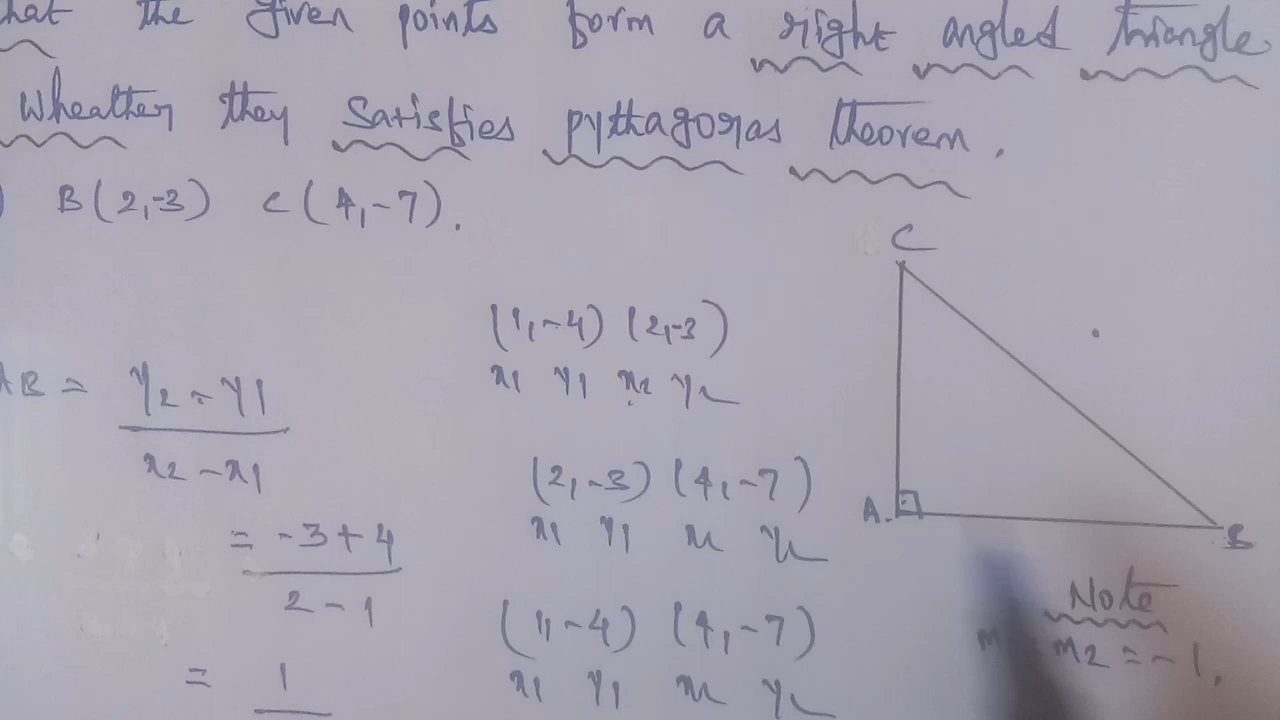 hat the given points form a right angled triangle
Wheather they satisfies pythagoras theorem.
) B(2,-3) C(4,-7).
C
(1,-4) (2,-3)
x1 y1 x2 y2
AB = y2 - y1
x2 - x1
(2,-3) (4,-7)
x1 y1 x2 y2
A.
B
= -3+4
2-1
Note
(1,-4) (4,-7)
m m2 = -1.
x1 y1 x2 y2
= 1